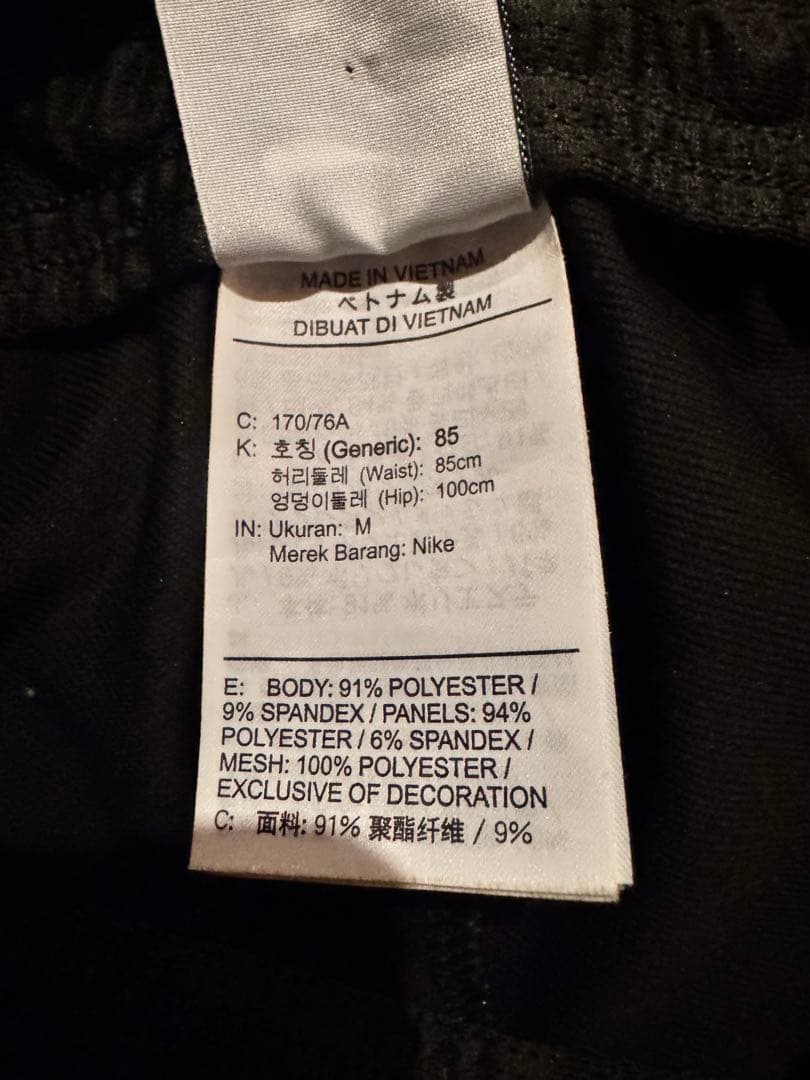 MADE IN VIETNAM
ベトナム製
DIBUAT DI VIETNAM
C: 170/76A
K: 호칭 (Generic): 85
허리둘레 (Waist): 85cm
엉덩이둘레 (Hip): 100cm
IN: Ukuran: M
Merek Barang: Nike
E: BODY: 91% POLYESTER /
9% SPANDEX / PANELS: 94%
POLYESTER / 6% SPANDEX /
MESH: 100% POLYESTER /
EXCLUSIVE OF DECORATION
C: 面料: 91% 聚酯纤维 / 9%